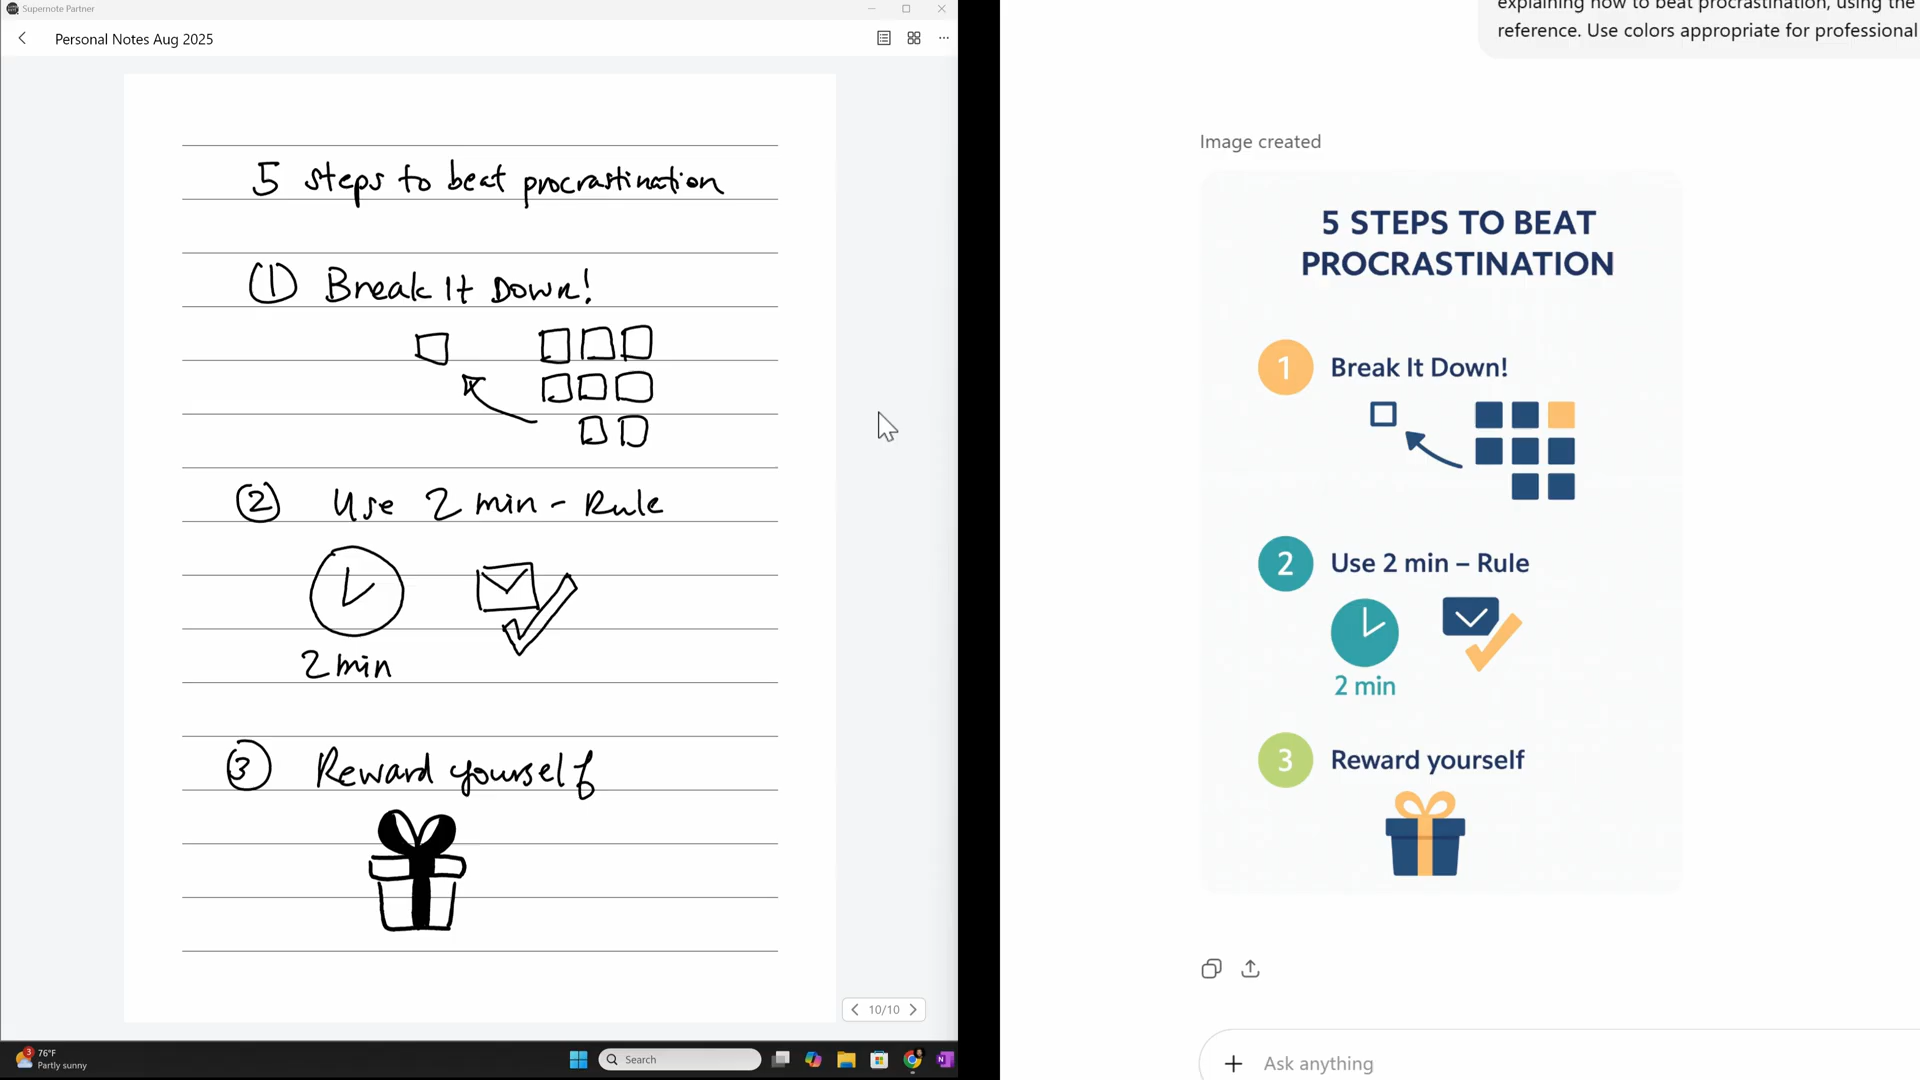 Supernote Partner
Personal Notes Aug 2025
5 steps to beat procrastination
1 Break It Down!
2 Use 2 min - Rule
2 min
3 Reward yourself
10/10
3
76°F
Partly sunny
Search
explaining how to beat procrastination, using the
reference. Use colors appropriate for professional
Image created
5 STEPS TO BEAT
PROCRASTINATION
1 Break It Down!
2 Use 2 min – Rule
2 min
3 Reward yourself
Ask anything